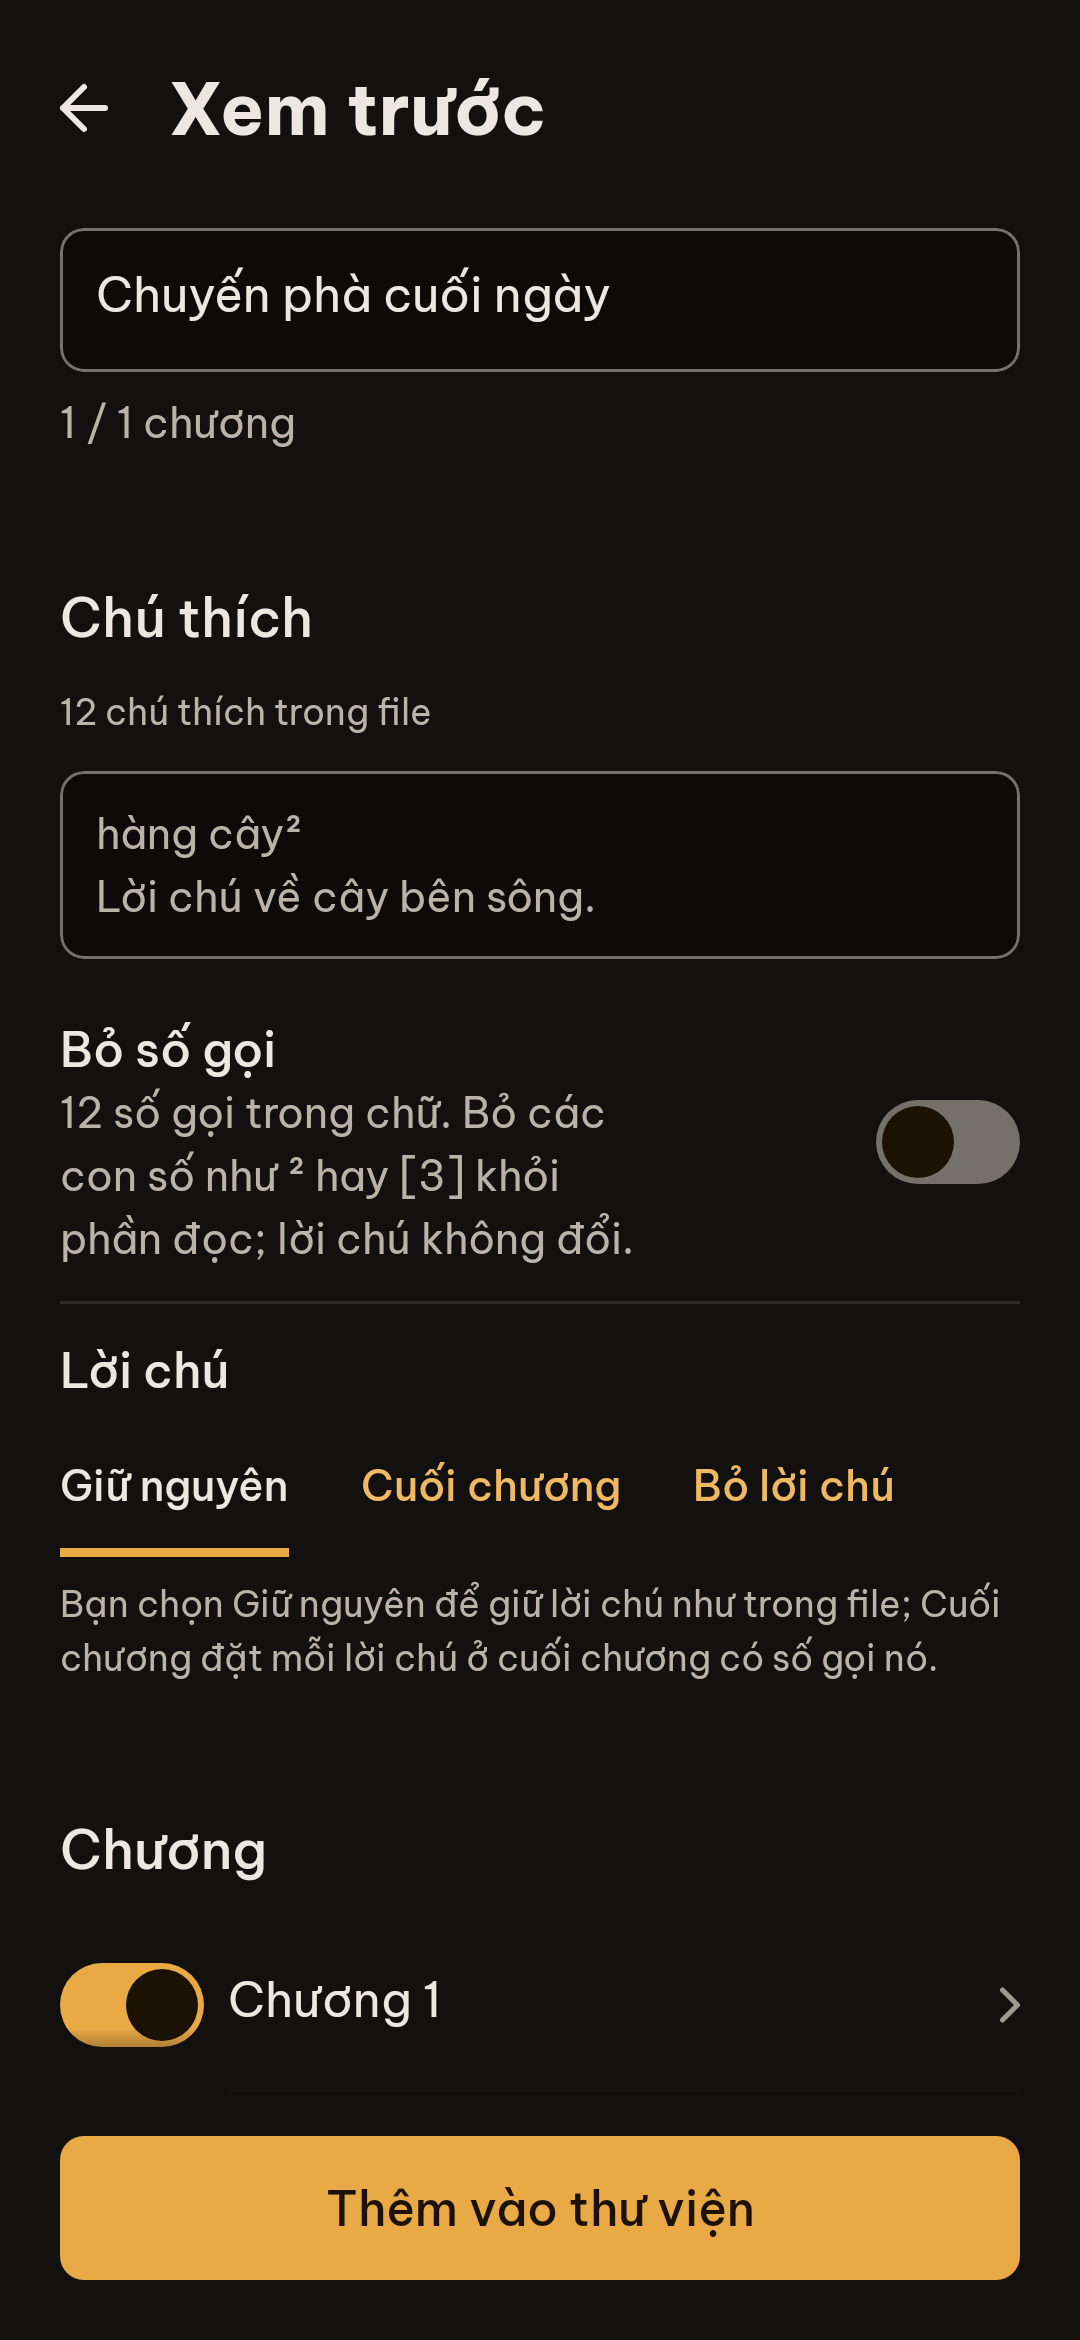 Xem trước
Chuyến phà cuối ngày
1 / 1 chương
Chú thích
12 chú thích trong file
hàng cây²
Lời chú về cây bên sông.
Bỏ số gọi
12 số gọi trong chữ. Bỏ các
con số như ² hay [3] khỏi
phần đọc; lời chú không đổi.
Lời chú
Giữ nguyên Cuối chương Bỏ lời chú
Bạn chọn Giữ nguyên để giữ lời chú như trong file; Cuối
chương đặt mỗi lời chú ở cuối chương có số gọi nó.
Chương
Chương 1
Thêm vào thư viện